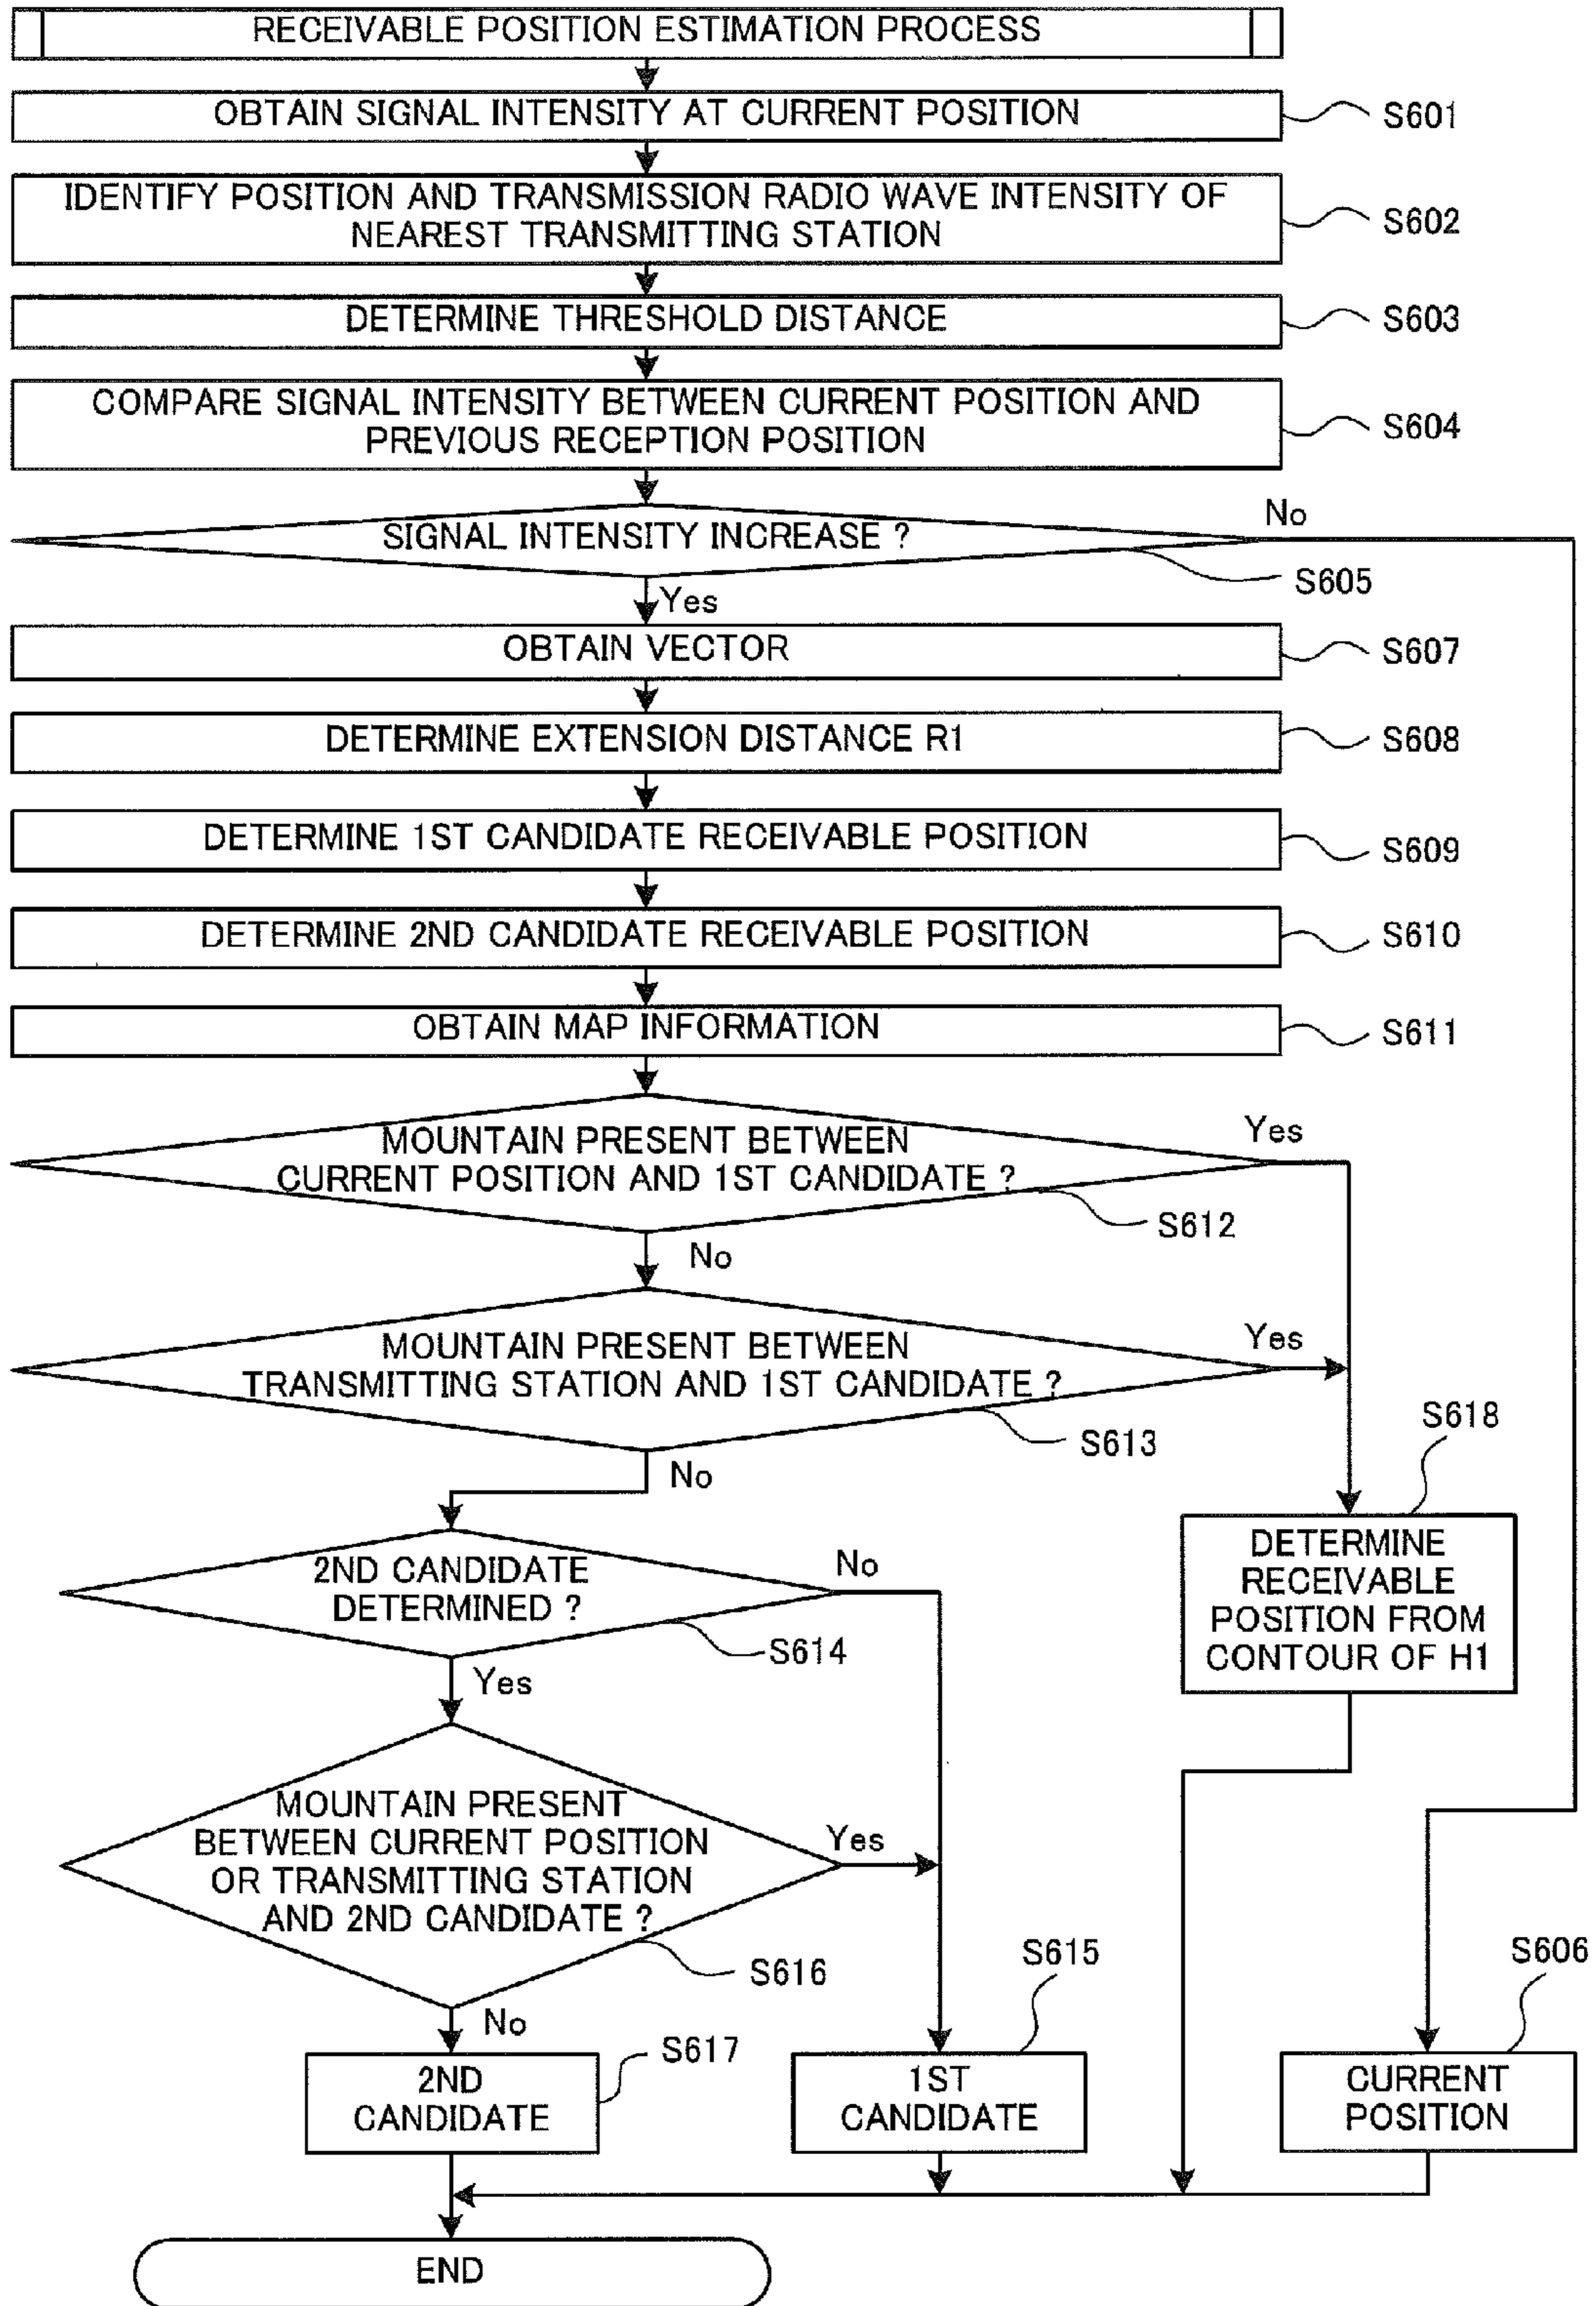 RECEIVABLE POSITION ESTIMATION PROCESS
OBTAIN SIGNAL INTENSITY AT CURRENT POSITION
S601
IDENTIFY POSITION AND TRANSMISSION RADIO WAVE INTENSITY OF
NEAREST TRANSMITTING STATION
S602
DETERMINE THRESHOLD DISTANCE
S603
COMPARE SIGNAL INTENSITY BETWEEN CURRENT POSITION AND
PREVIOUS RECEPTION POSITION
S604
SIGNAL INTENSITY INCREASE ?
No
S605
Yes
OBTAIN VECTOR
S607
DETERMINE EXTENSION DISTANCE R1
S608
DETERMINE 1ST CANDIDATE RECEIVABLE POSITION
S609
DETERMINE 2ND CANDIDATE RECEIVABLE POSITION
S610
OBTAIN MAP INFORMATION
S611
MOUNTAIN PRESENT BETWEEN
CURRENT POSITION AND 1ST CANDIDATE ?
Yes
S612
No
MOUNTAIN PRESENT BETWEEN
TRANSMITTING STATION AND 1ST CANDIDATE ?
Yes
S613
No
S618
DETERMINE
RECEIVABLE
POSITION FROM
CONTOUR OF H1
2ND CANDIDATE
DETERMINED ?
No
S614
Yes
MOUNTAIN PRESENT
BETWEEN CURRENT POSITION
OR TRANSMITTING STATION
AND 2ND CANDIDATE ?
Yes
S616
No
S617
2ND
CANDIDATE
S615
1ST
CANDIDATE
S606
CURRENT
POSITION
END